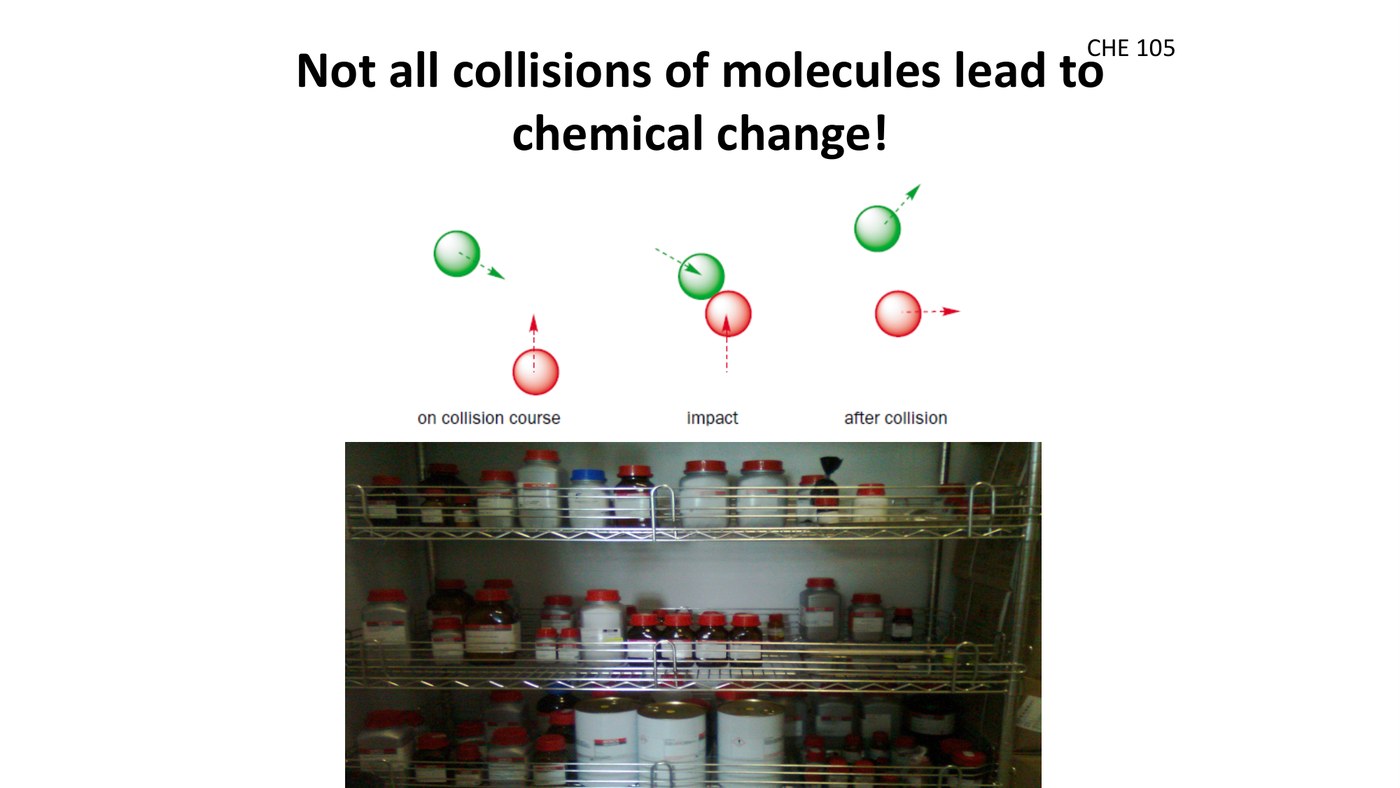 CHE 105
Not all collisions of molecules lead to
chemical change!
on collision course
impact
after collision